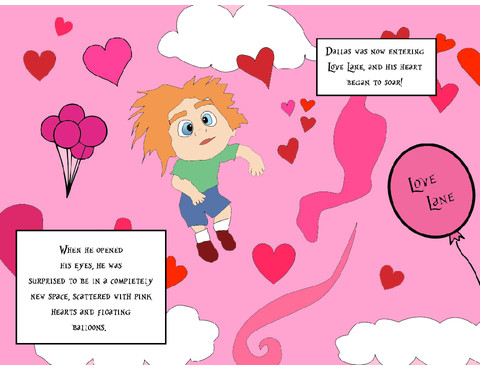 Dallas was now entering
Love Lane, and his heart
began to soar!
Love
Lane
When he opened
his eyes, he was
surprised to be in a completely
new space, scattered with pink
hearts and floating
balloons.